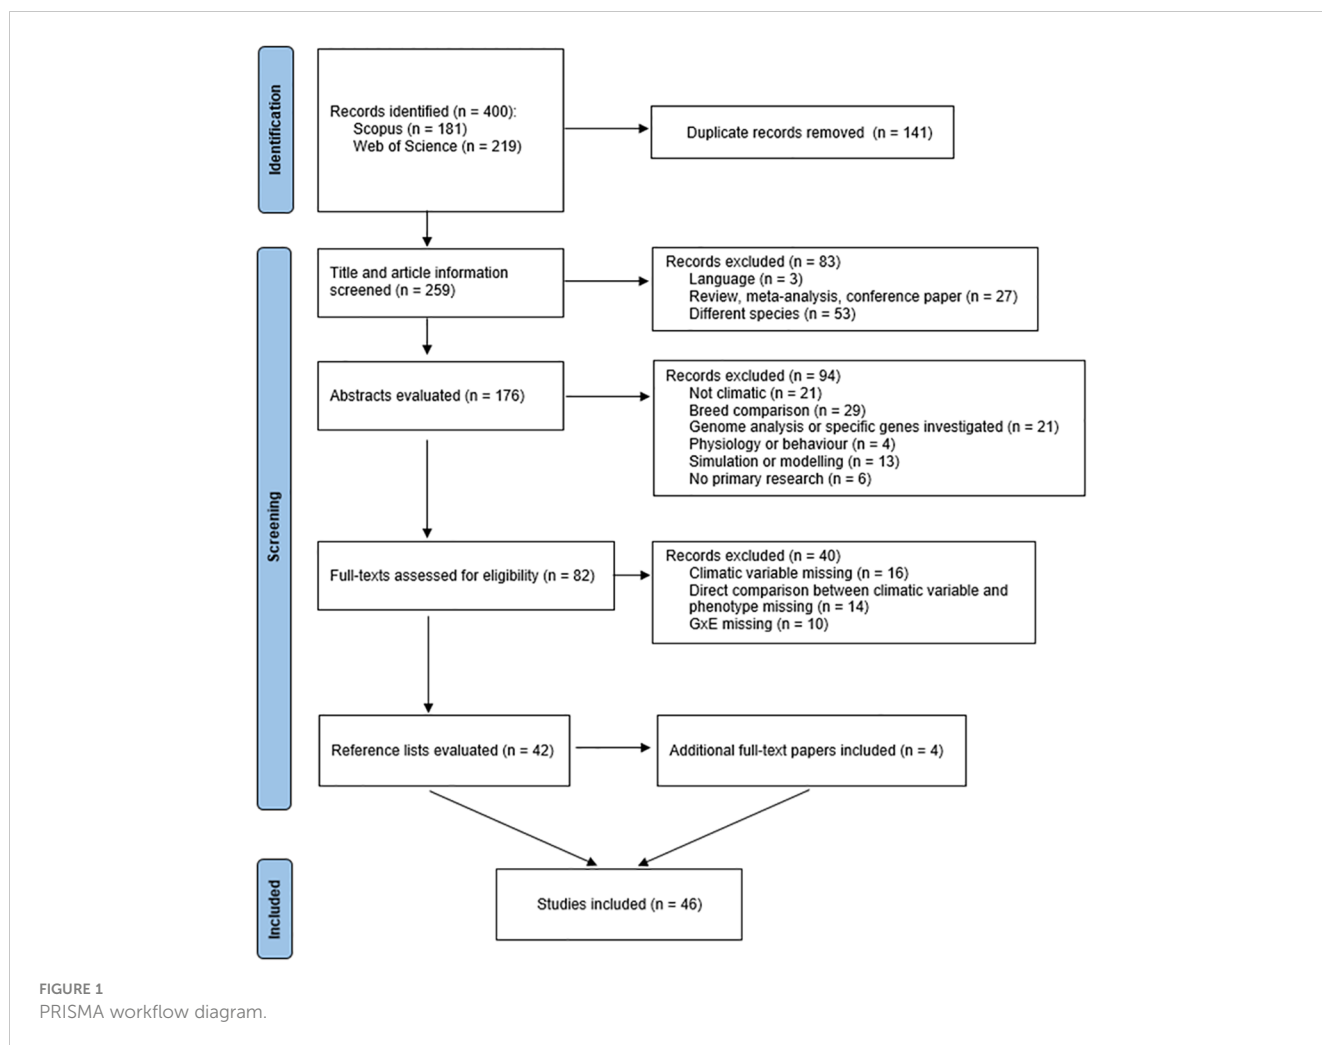 Identification
Records identified (n = 400):
Scopus (n = 181)
Web of Science (n = 219)
Duplicate records removed (n = 141)
Screening
Title and article information
screened (n = 259)
Records excluded (n = 83)
Language (n = 3)
Review, meta-analysis, conference paper (n = 27)
Different species (n = 53)
Abstracts evaluated (n = 176)
Records excluded (n = 94)
Not climatic (n = 21)
Breed comparison (n = 29)
Genome analysis or specific genes investigated (n = 21)
Physiology or behaviour (n = 4)
Simulation or modelling (n = 13)
No primary research (n = 6)
Full-texts assessed for eligibility (n = 82)
Records excluded (n = 40)
Climatic variable missing (n = 16)
Direct comparison between climatic variable and
phenotype missing (n = 14)
GxE missing (n = 10)
Reference lists evaluated (n = 42)
Additional full-text papers included (n = 4)
Included
Studies included (n = 46)
FIGURE 1
PRISMA workflow diagram.